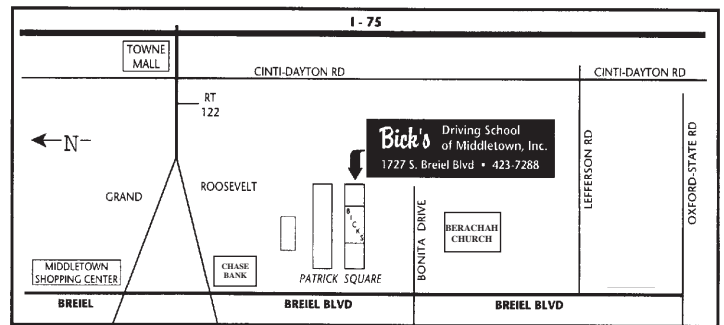 I - 75
TOWNE
MALL
CINTI-DAYTON RD
CINTI-DAYTON RD
RT
122
N
Bick's Driving School
of Middletown, Inc.
1727 S. Breiel Blvd • 423-7288
GRAND
ROOSEVELT
BICKS
BONITA DRIVE
BERACHAH
CHURCH
LEFFERSON RD
OXFORD-STATE RD
MIDDLETOWN
SHOPPING CENTER
CHASE
BANK
PATRICK SQUARE
BREIEL
BREIEL BLVD
BREIEL BLVD